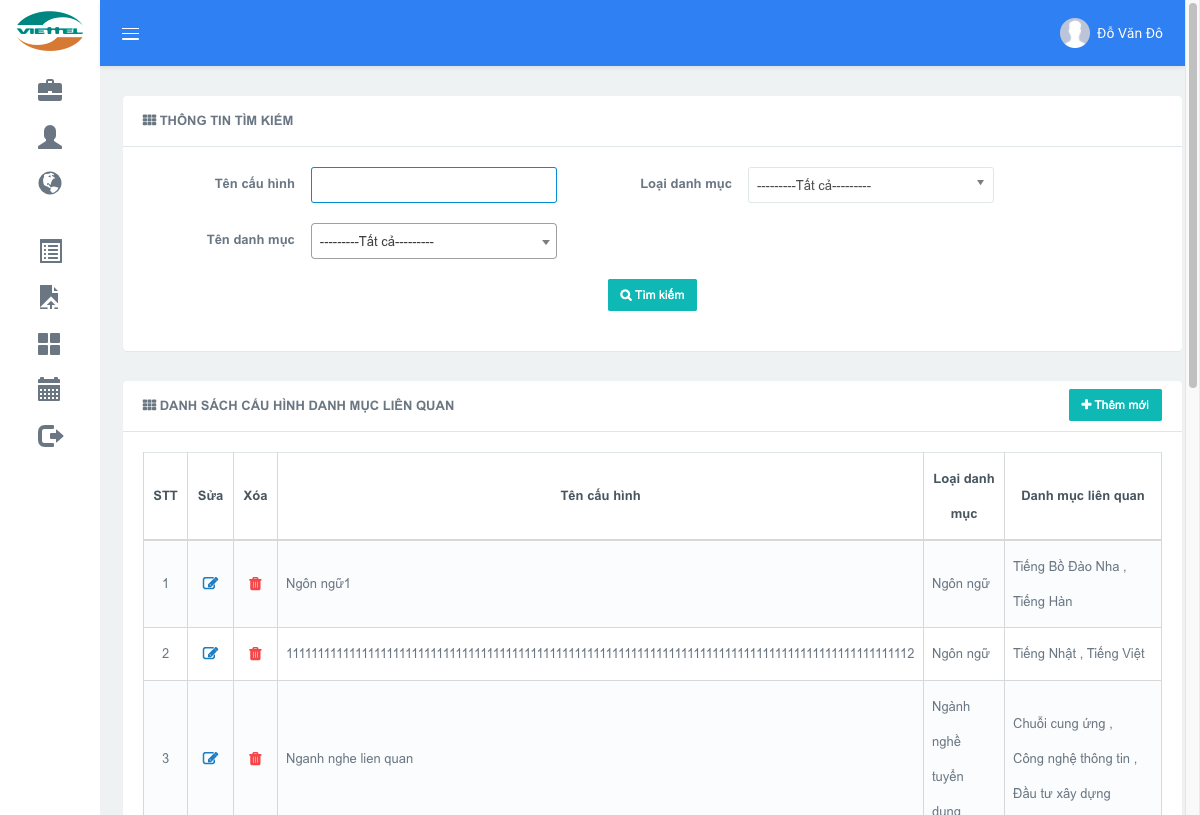 VIETTEL
Đỗ Văn Đô
THÔNG TIN TÌM KIẾM
Tên cấu hình
Loại danh mục
---------Tất cả---------
Tên danh mục
---------Tất cả---------
Tìm kiếm
DANH SÁCH CẤU HÌNH DANH MỤC LIÊN QUAN
Thêm mới
STT
Sửa
Xóa
Tên cấu hình
Loại danh
mục
Danh mục liên quan
1
Ngôn ngữ1
Ngôn ngữ
Tiếng Bồ Đào Nha ,
Tiếng Hàn
2
Ngôn ngữ
Tiếng Nhật , Tiếng Việt
3
Nganh nghe lien quan
Ngành
nghề
tuyển
dụng
Chuỗi cung ứng ,
Công nghệ thông tin ,
Đầu tư xây dựng